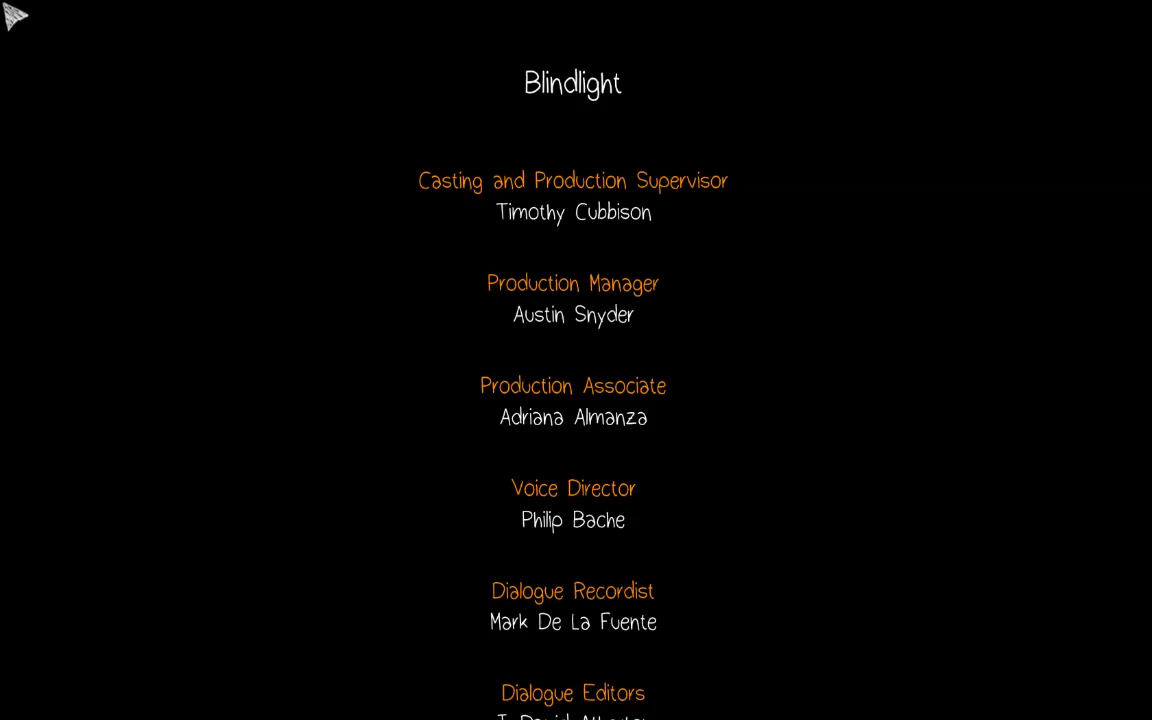 Blindlight
Casting and Production Supervisor
Timothy Cubbison
Production Manager
Austin Snyder
Production Associate
Adriana Almanza
Voice Director
Philip Bache
Dialogue Recordist
Mark De La Fuente
Dialogue Editors